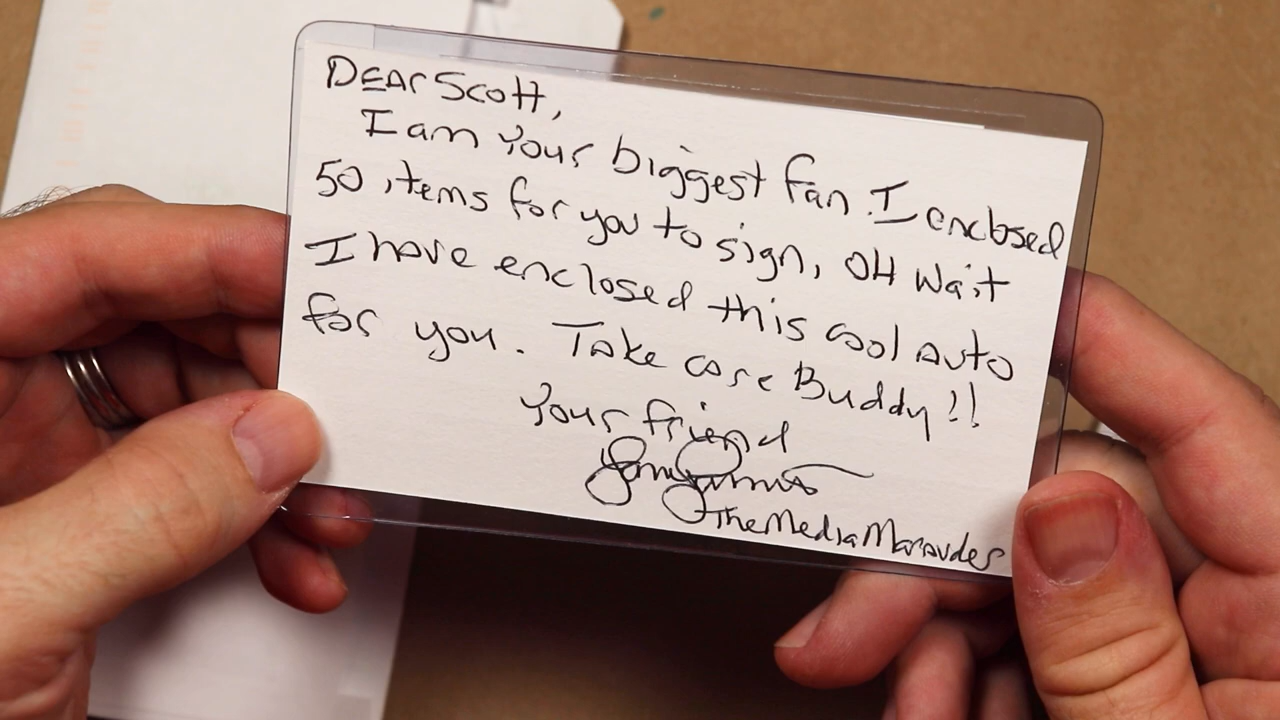 DEAr Scott,
I am Your biggest fan. I enclosed
50 items for you to sign, OH Wait
I have enclosed this cool auto
for you. Take care Buddy!!
Your friend
TheMediaMarauder